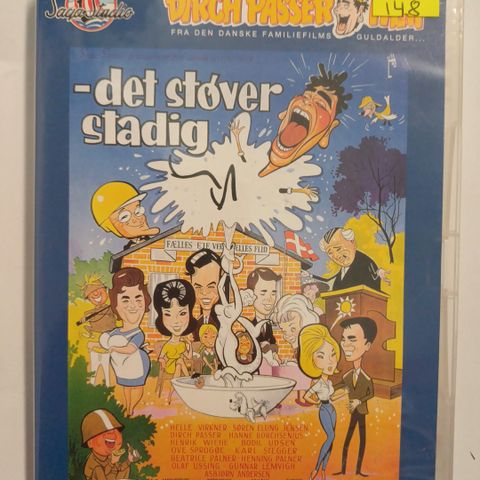 Saga Studio
DIRCH PASSER
FILM
148
FRA DEN DANSKE FAMILIEFILMS GULDALDER...
- det støver
stadig
FÆLLES EJE VER FÆLLES FLID
HELLE VIRKNER SØREN ELUNG JENSEN
DIRCH PASSER HANNE BORCHSENIUS
HENRIK WIEHE BODIL UDSEN
OVE SPROGØE KARL STEGGER
BEATRICE PALNER HENNING PALNER
OLAF USSING GUNNAR LEMVIGH
ASBJØRN ANDERSEN